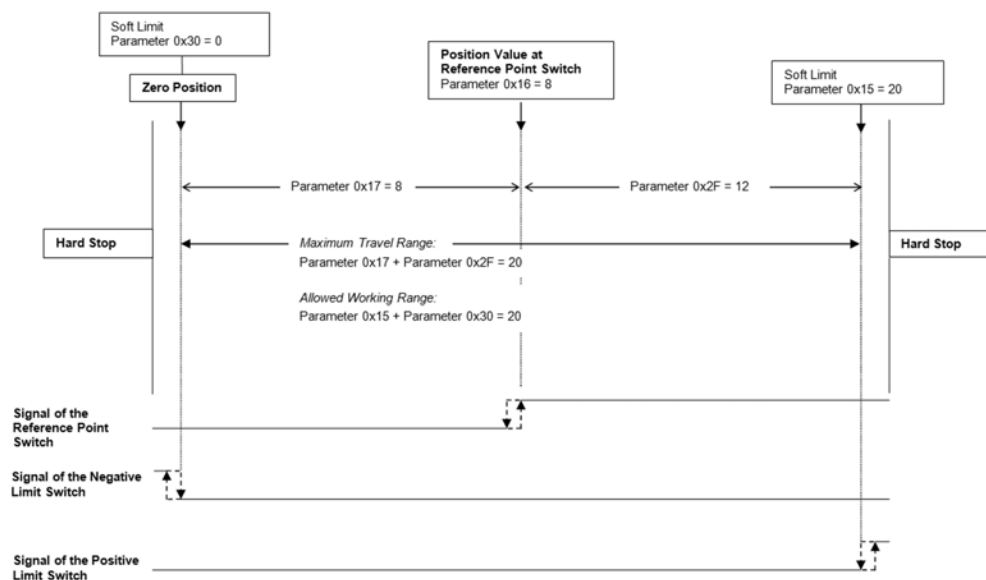 Soft Limit
Parameter 0x30 = 0
Zero Position
Position Value at
Reference Point Switch
Parameter 0x16 = 8
Soft Limit
Parameter 0x15 = 20
Parameter 0x17 = 8
Parameter 0x2F = 12
Hard Stop
Maximum Travel Range:
Parameter 0x17 + Parameter 0x2F = 20
Hard Stop
Allowed Working Range:
Parameter 0x15 + Parameter 0x30 = 20
Signal of the
Reference Point
Switch
Signal of the Negative
Limit Switch
Signal of the Positive
Limit Switch